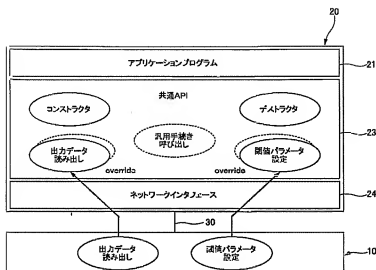 20
アプリケーションプログラム
21
共通API
コンストラクタ
デストラクタ
汎用手続き
呼び出し
23
出力データ
読み出し
閾値パラメータ
設定
override
override
ネットワークインタフェース
24
30
10
出力データ
読み出し
閾値パラメータ
設定